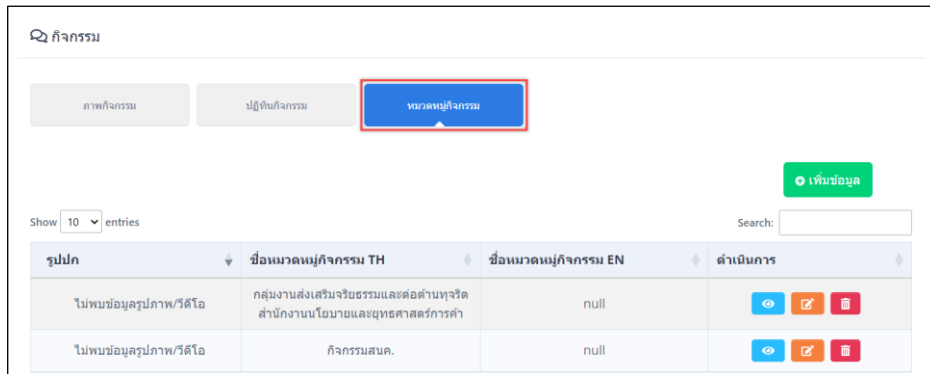 กิจกรรม
ภาพกิจกรรม ปฏิทินกิจกรรม หมวดหมู่กิจกรรม
เพิ่มข้อมูล
Show 10 entries Search:
รูปปก ชื่อหมวดหมู่กิจกรรม TH ชื่อหมวดหมู่กิจกรรม EN ดำเนินการ
ไม่พบข้อมูลรูปภาพ/วีดีโอ กลุ่มงานส่งเสริมจริยธรรมและต่อต้านทุจริต null
สำนักงานนโยบายและยุทธศาสตร์การค้า
ไม่พบข้อมูลรูปภาพ/วีดีโอ กิจกรรมสนค. null